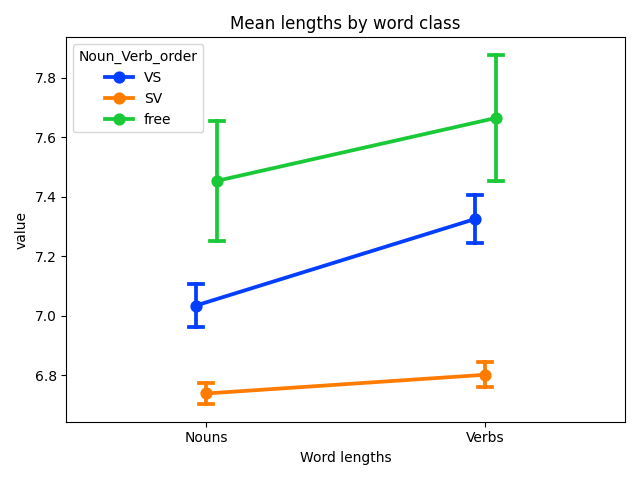 Mean lengths by word class
Noun_Verb_order
VS
SV
free
value
7.8
7.6
7.4
7.2
7.0
6.8
Nouns
Verbs
Word lengths